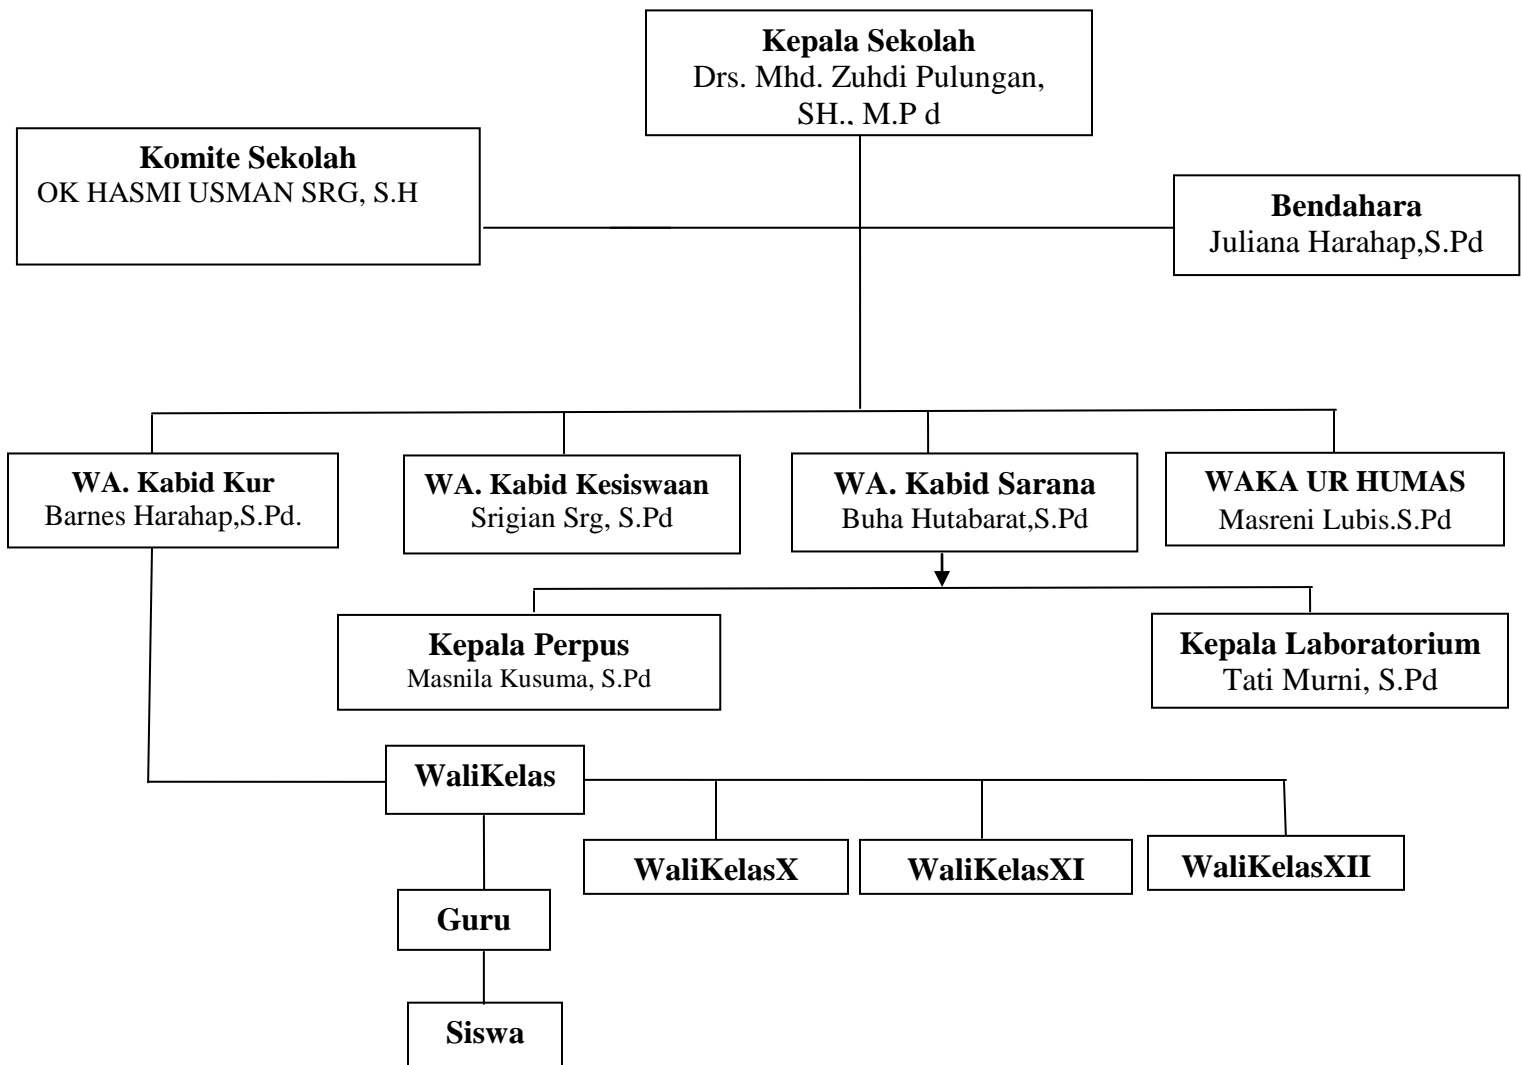 Kepala Sekolah
Drs. Mhd. Zuhdi Pulungan,
SH., M.P d
Komite Sekolah
OK HASMI USMAN SRG, S.H
Bendahara
Juliana Harahap,S.Pd
WA. Kabid Kur
Barnes Harahap,S.Pd.
WA. Kabid Kesiswaan
Srigian Srg, S.Pd
WA. Kabid Sarana
Buha Hutabarat,S.Pd
WAKA UR HUMAS
Masreni Lubis.S.Pd
Kepala Perpus
Masnila Kusuma, S.Pd
Kepala Laboratorium
Tati Murni, S.Pd
WaliKelas
WaliKelasX
WaliKelasXI
WaliKelasXII
Guru
Siswa